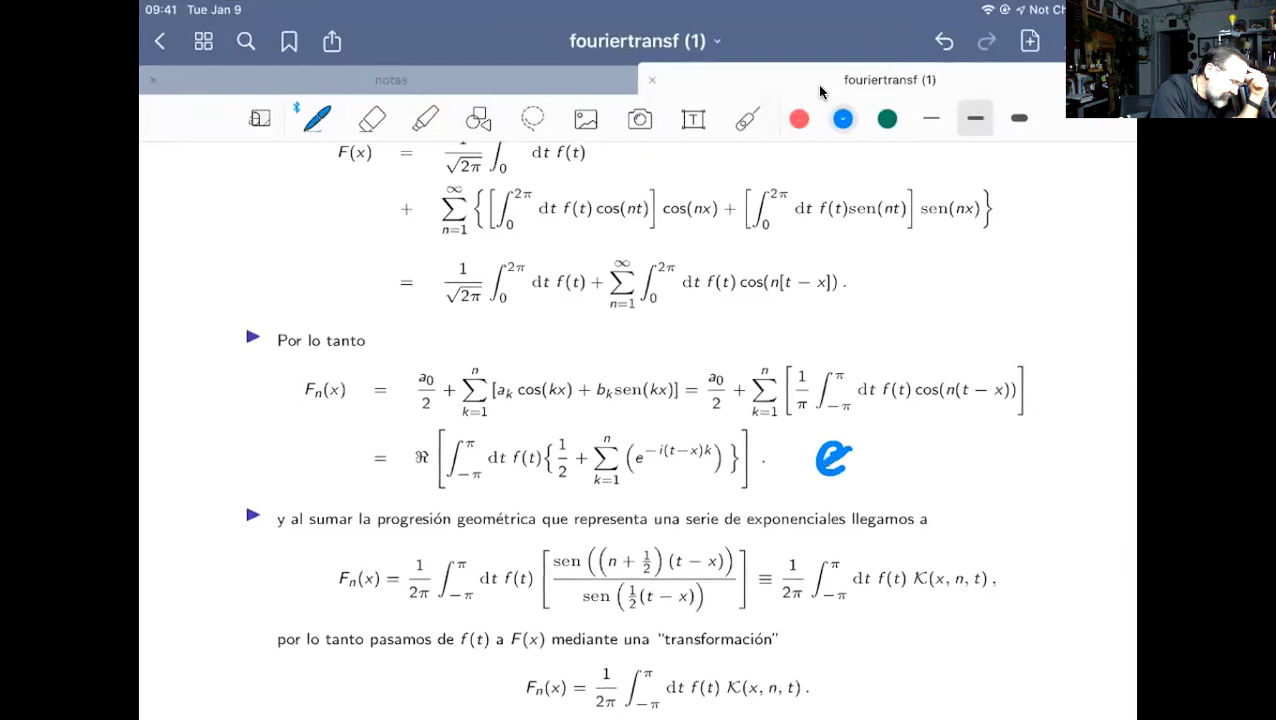 09:41 Tue Jan 9 Not Ch
fouriertransf (1)
notas fouriertransf (1)
F(x) = 1/√2π ∫_0 dt f(t)
+ ∑_{n=1}^{∞} { [ ∫_0^{2π} dt f(t) cos(nt) ] cos(nx) + [ ∫_0^{2π} dt f(t)sen(nt) ] sen(nx) }
= 1/√2π ∫_0^{2π} dt f(t) + ∑_{n=1}^{∞} ∫_0^{2π} dt f(t) cos(n[t − x]) .
Por lo tanto
F_n(x) = a_0/2 + ∑_{k=1}^{n} [a_k cos(kx) + b_k sen(kx)] = a_0/2 + ∑_{k=1}^{n} [ 1/π ∫_{−π}^{π} dt f(t) cos(n(t − x)) ]
= ℜ [ ∫_{−π}^{π} dt f(t) { 1/2 + ∑_{k=1}^{n} ( e^{−i(t−x)k} ) } ] . e
y al sumar la progresión geométrica que representa una serie de exponenciales llegamos a
F_n(x) = 1/2π ∫_{−π}^{π} dt f(t) [ sen ( (n + 1/2) (t − x) ) / sen ( 1/2 (t − x) ) ] ≡ 1/2π ∫_{−π}^{π} dt f(t) K(x, n, t) ,
por lo tanto pasamos de f(t) a F(x) mediante una “transformación”
F_n(x) = 1/2π ∫_{−π}^{π} dt f(t) K(x, n, t) .